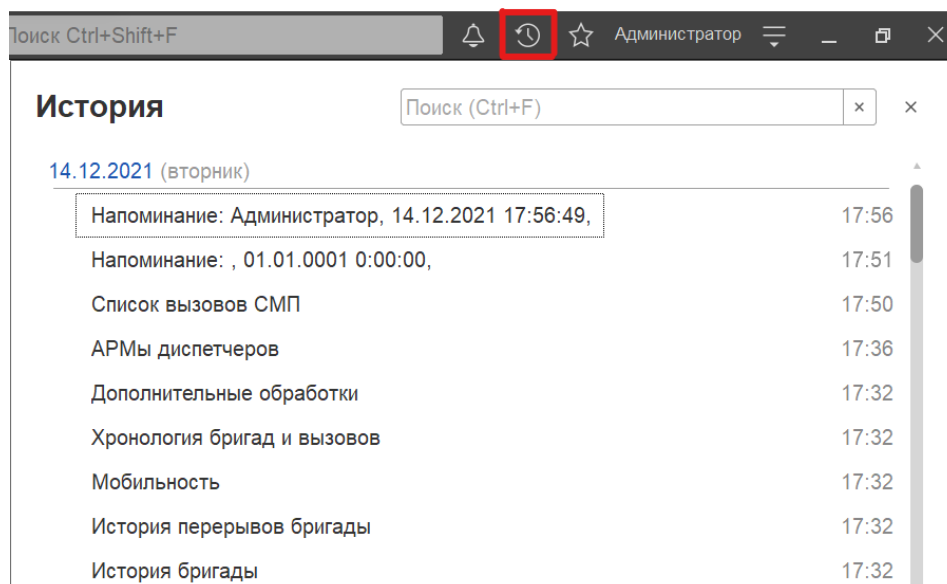 Поиск Ctrl+Shift+F Администратор
История Поиск (Ctrl+F) × ×
14.12.2021 (вторник)
Напоминание: Администратор, 14.12.2021 17:56:49, 17:56
Напоминание: , 01.01.0001 0:00:00, 17:51
Список вызовов СМП 17:50
АРМы диспетчеров 17:36
Дополнительные обработки 17:32
Хронология бригад и вызовов 17:32
Мобильность 17:32
История перерывов бригады 17:32
История бригады 17:32